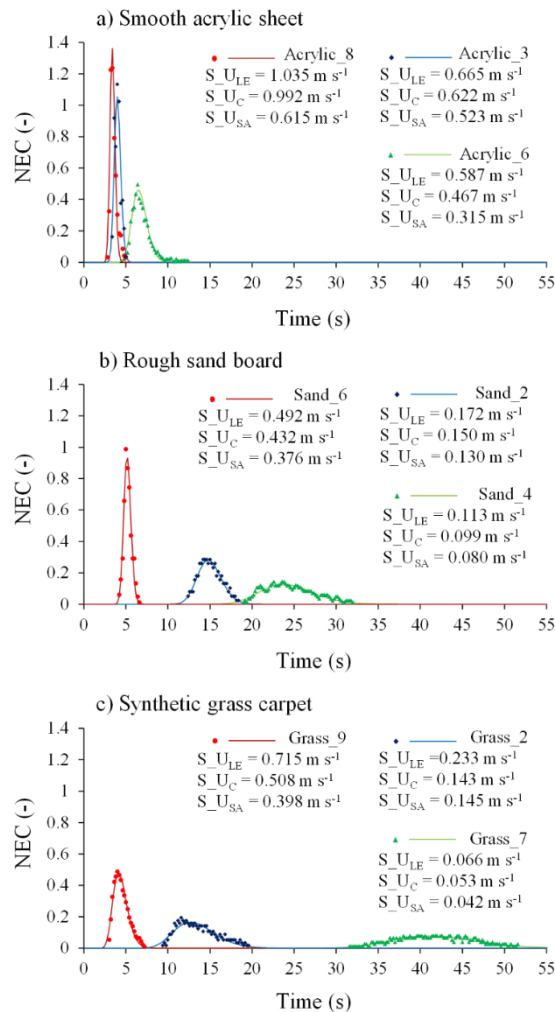 a) Smooth acrylic sheet
NEC (-)
1.4
1.2
1
0.8
0.6
0.4
0.2
0
Acrylic_8
S_U_LE = 1.035 m s⁻¹
S_U_C = 0.992 m s⁻¹
S_U_SA = 0.615 m s⁻¹
Acrylic_3
S_U_LE = 0.665 m s⁻¹
S_U_C = 0.622 m s⁻¹
S_U_SA = 0.523 m s⁻¹
Acrylic_6
S_U_LE = 0.587 m s⁻¹
S_U_C = 0.467 m s⁻¹
S_U_SA = 0.315 m s⁻¹
0 5 10 15 20 25 30 35 40 45 50 55
Time (s)
b) Rough sand board
NEC (-)
1.4
1.2
1
0.8
0.6
0.4
0.2
0
Sand_6
S_U_LE = 0.492 m s⁻¹
S_U_C = 0.432 m s⁻¹
S_U_SA = 0.376 m s⁻¹
Sand_2
S_U_LE = 0.172 m s⁻¹
S_U_C = 0.150 m s⁻¹
S_U_SA = 0.130 m s⁻¹
Sand_4
S_U_LE = 0.113 m s⁻¹
S_U_C = 0.099 m s⁻¹
S_U_SA = 0.080 m s⁻¹
0 5 10 15 20 25 30 35 40 45 50 55
Time (s)
c) Synthetic grass carpet
NEC (-)
1.4
1.2
1
0.8
0.6
0.4
0.2
0
Grass_9
S_U_LE = 0.715 m s⁻¹
S_U_C = 0.508 m s⁻¹
S_U_SA = 0.398 m s⁻¹
Grass_2
S_U_LE = 0.233 m s⁻¹
S_U_C = 0.143 m s⁻¹
S_U_SA = 0.145 m s⁻¹
Grass_7
S_U_LE = 0.066 m s⁻¹
S_U_C = 0.053 m s⁻¹
S_U_SA = 0.042 m s⁻¹
0 5 10 15 20 25 30 35 40 45 50 55
Time (s)